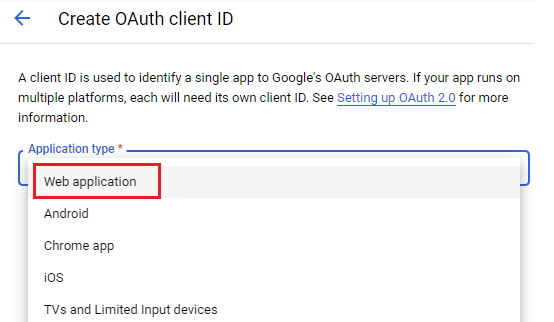 Create OAuth client ID
A client ID is used to identify a single app to Google's OAuth servers. If your app runs on
multiple platforms, each will need its own client ID. See Setting up OAuth 2.0 for more
information.
Application type *
Web application
Android
Chrome app
iOS
TVs and Limited Input devices